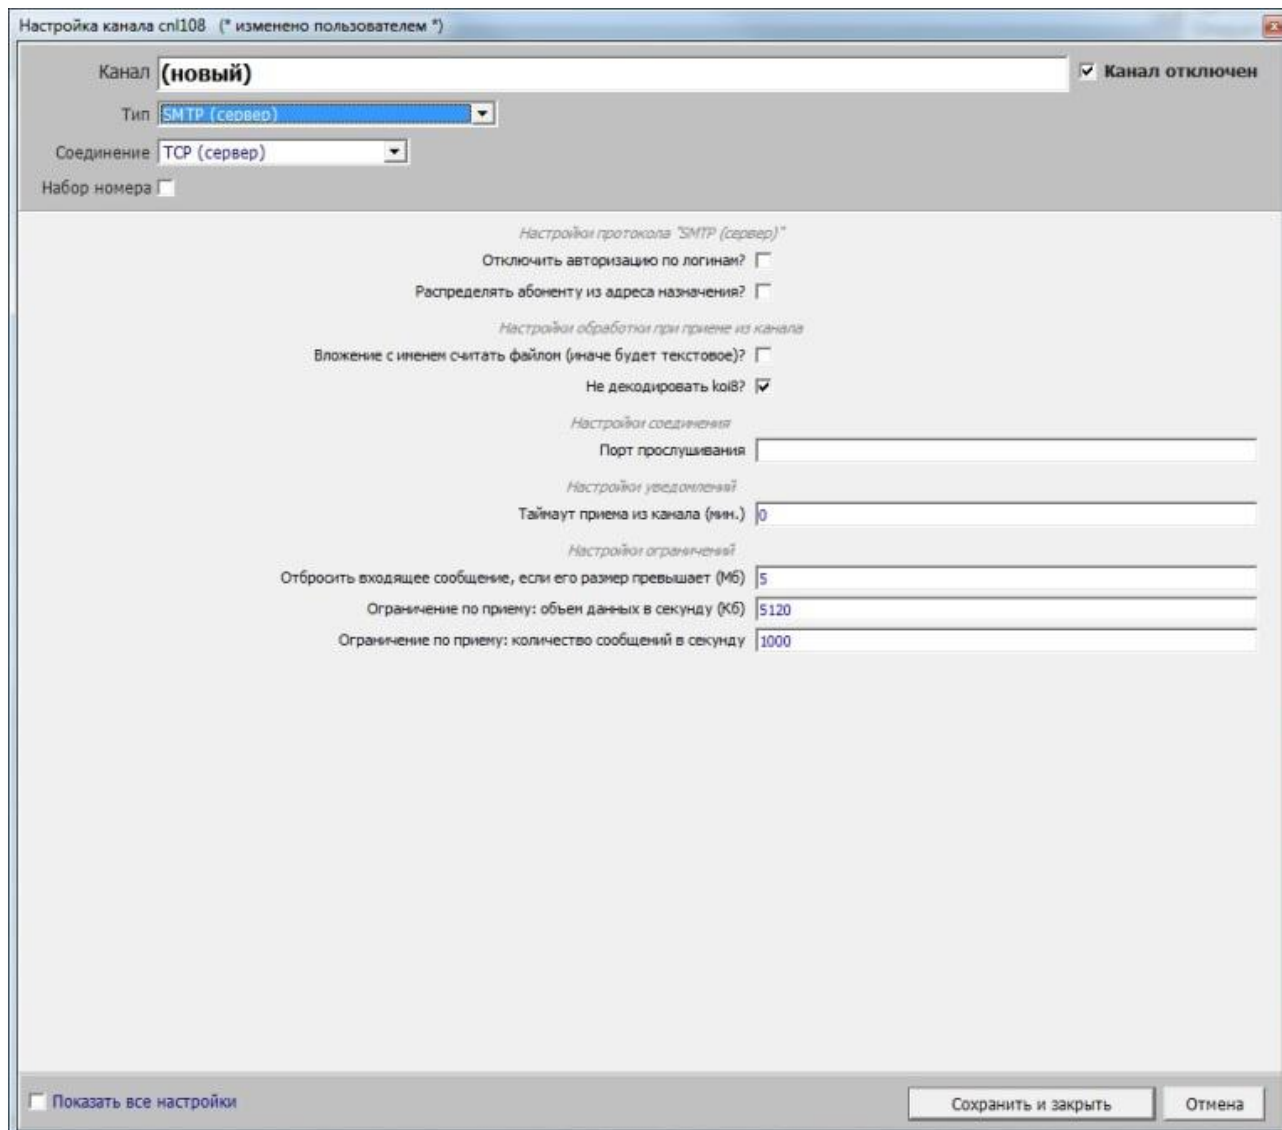 Настройка канала cnl108 (* изменено пользователем *)
Канал (новый) Канал отключен
Тип SMTP (сервер)
Соединение TCP (сервер)
Набор номера
Настройки протокола "SMTP (сервер)"
Отключить авторизацию по логинам?
Распределять абоненту из адреса назначения?
Настройки обработки при приеме из канала
Вложение с именем считать файлом (иначе будет текстовое)?
Не декодировать koi8?
Настройки соединения
Порт прослушивания
Настройки уведомлений
Таймаут приема из канала (мин.) 0
Настройки ограничений
Отбросить входящее сообщение, если его размер превышает (Мб) 5
Ограничение по приему: объем данных в секунду (Кб) 5120
Ограничение по приему: количество сообщений в секунду 1000
Показать все настройки Сохранить и закрыть Отмена